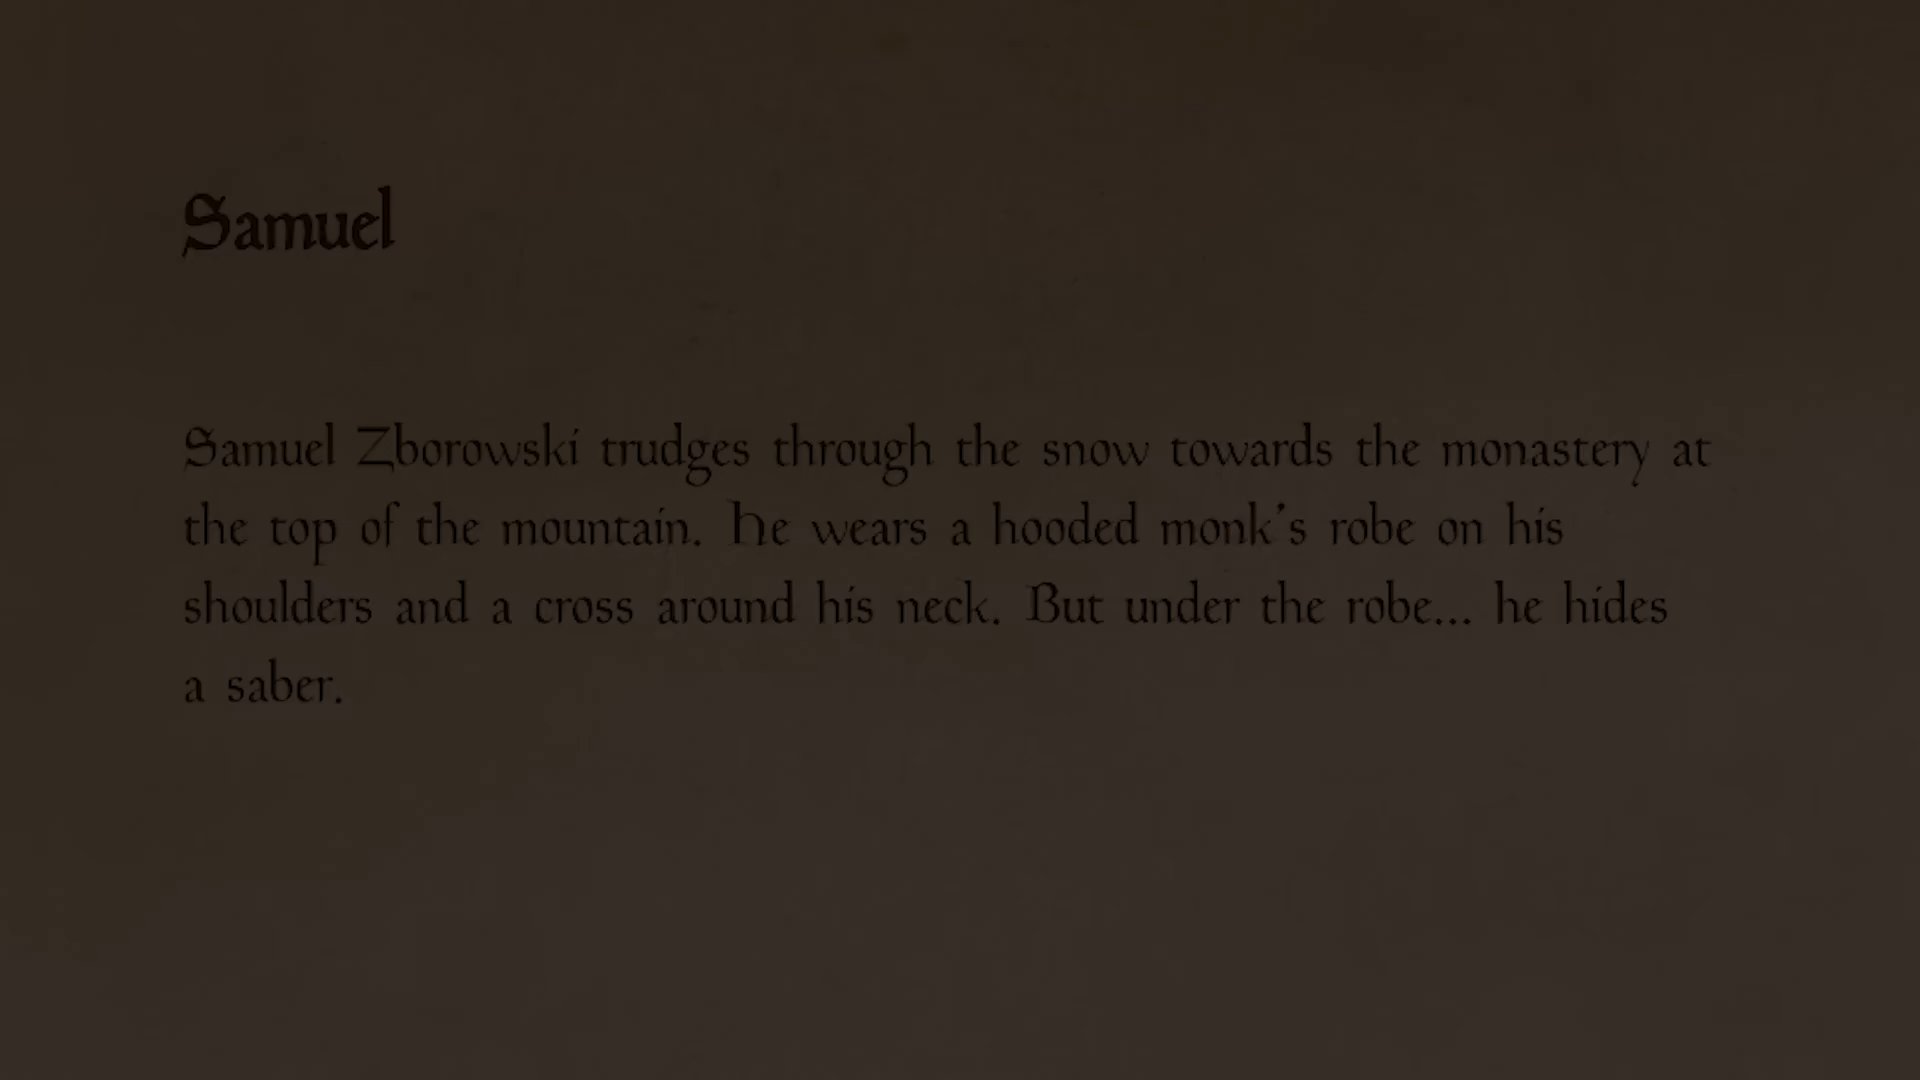 Samuel
Samuel Zborowski trudges through the snow towards the monastery at
the top of the mountain. He wears a hooded monk's robe on his
shoulders and a cross around his neck. But under the robe... he hides
a saber.